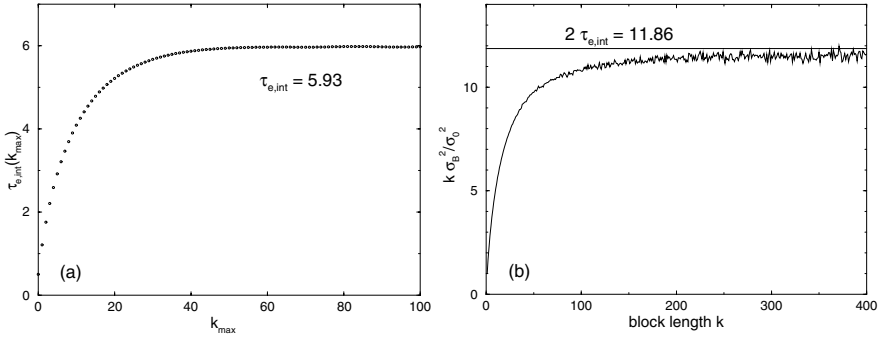 6
4
2
0
τe,int(kmax)
τe,int = 5.93
(a)
0 20 40 60 80 100
kmax
10
5
0
k σB²/σ0²
2 τe,int = 11.86
(b)
0 100 200 300 400
block length k